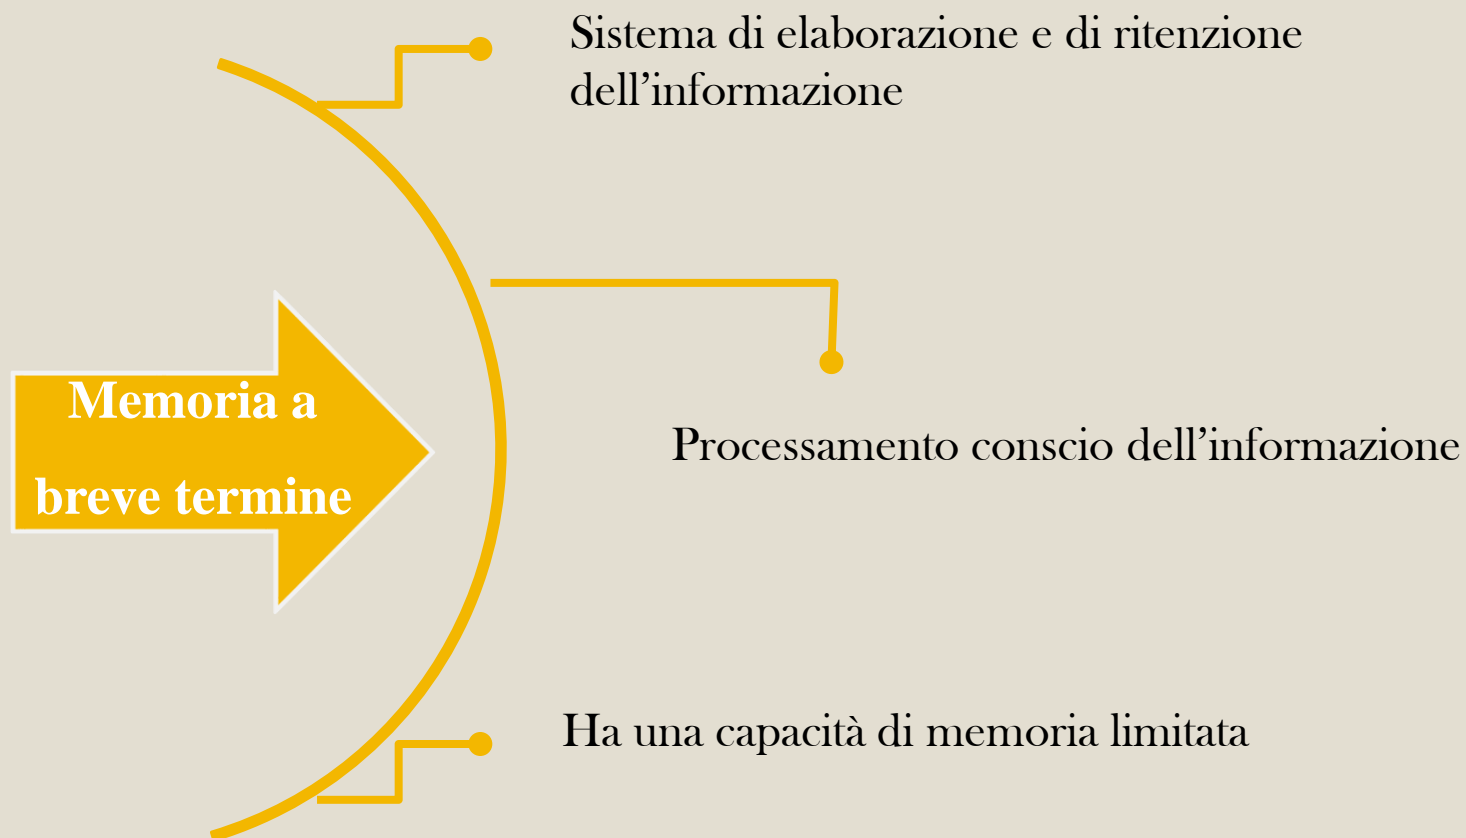 Sistema di elaborazione e di ritenzione
dell’informazione
Memoria a
breve termine
Processamento conscio dell’informazione
Ha una capacità di memoria limitata